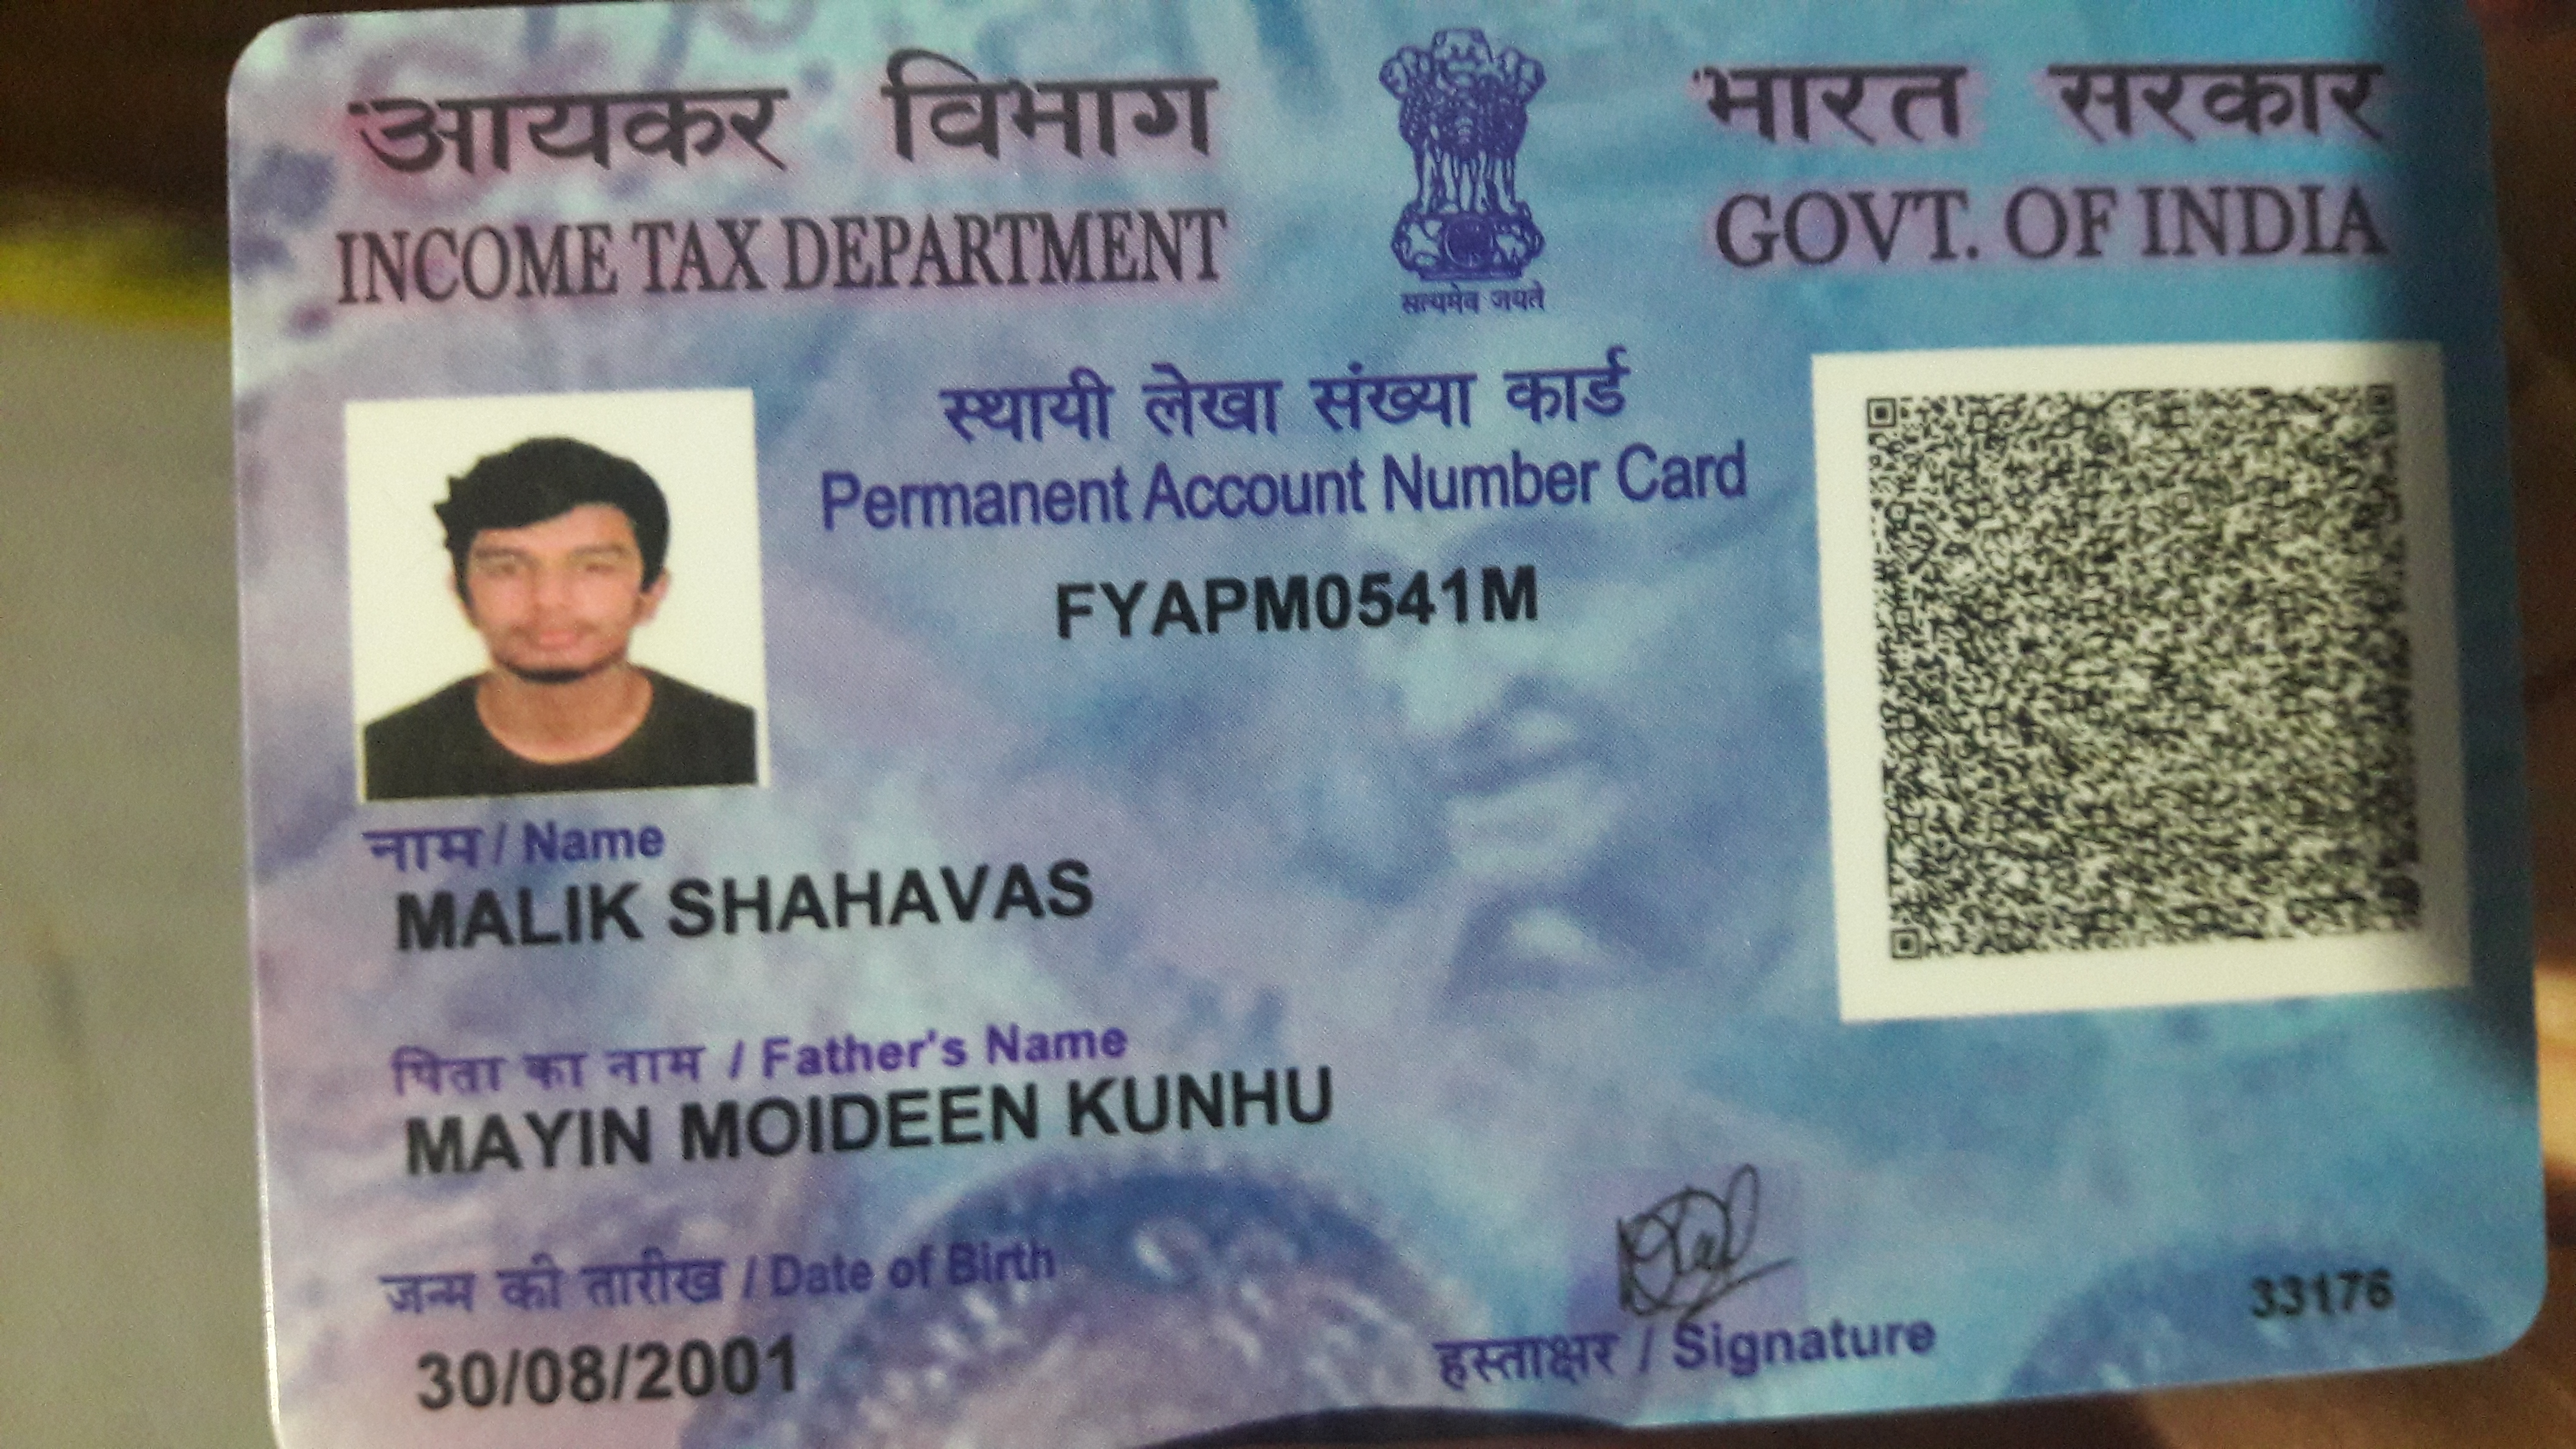 आयकर विभाग
INCOME TAX DEPARTMENT
सत्यमेव जयते
भारत सरकार
GOVT. OF INDIA
स्थायी लेखा संख्या कार्ड
Permanent Account Number Card
FYAPM0541M
नाम / Name
MALIK SHAHAVAS
पिता का नाम / Father's Name
MAYIN MOIDEEN KUNHU
जन्म की तारीख / Date of Birth
30/08/2001
हस्ताक्षर / Signature
33176